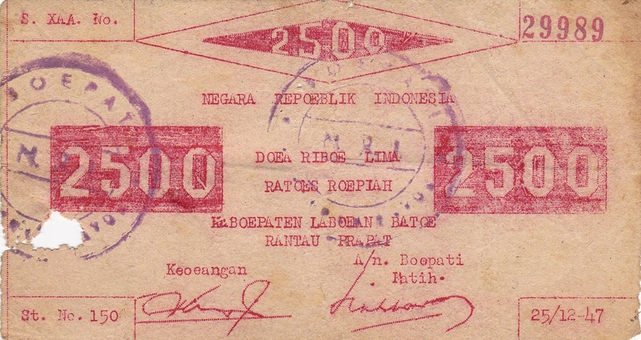 S. XAA. No.
2500
29989
NEGARA REPOEBLIK INDONESIA
2500
DOEA RIBOE LIMA
2500
RATOES ROEPIAH
KABOEPATEN LABOEAN BATOE
RANTAU PRAPAT
Keoeangan
A/n. Boepati
Patih.
St. No. 150
25/12-47
BOEPATI